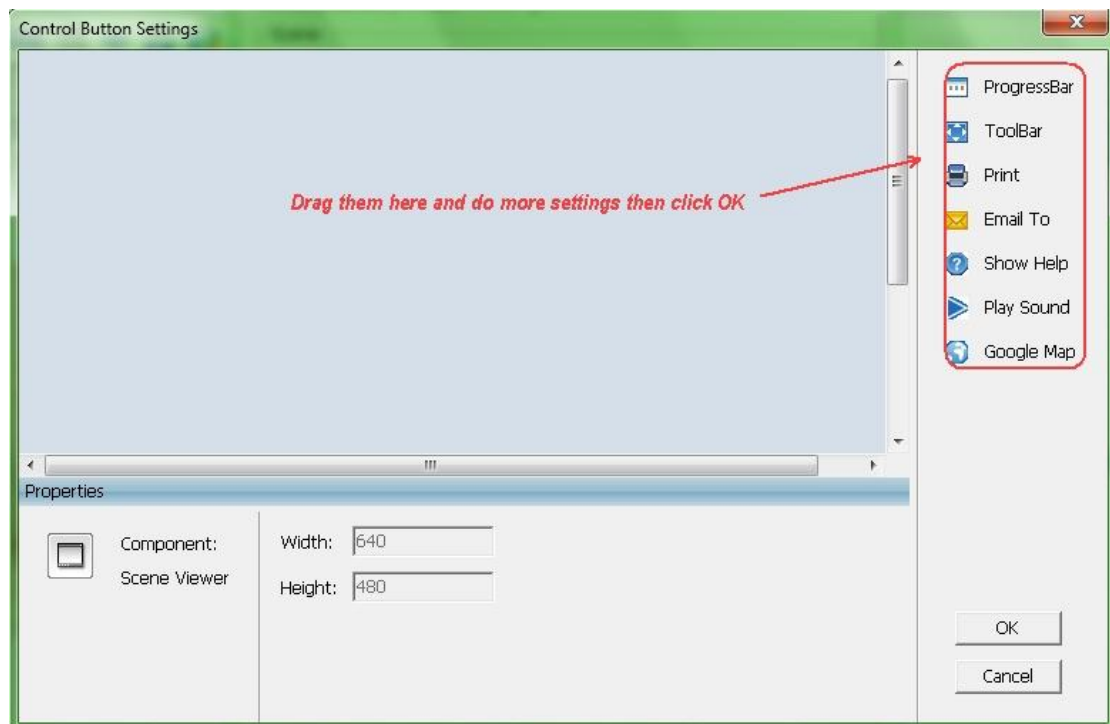 Control Button Settings
ProgressBar
ToolBar
Print
Drag them here and do more settings then click OK
Email To
Show Help
Play Sound
Google Map
Properties
Component:
Scene Viewer
Width: 640
Height: 480
OK
Cancel